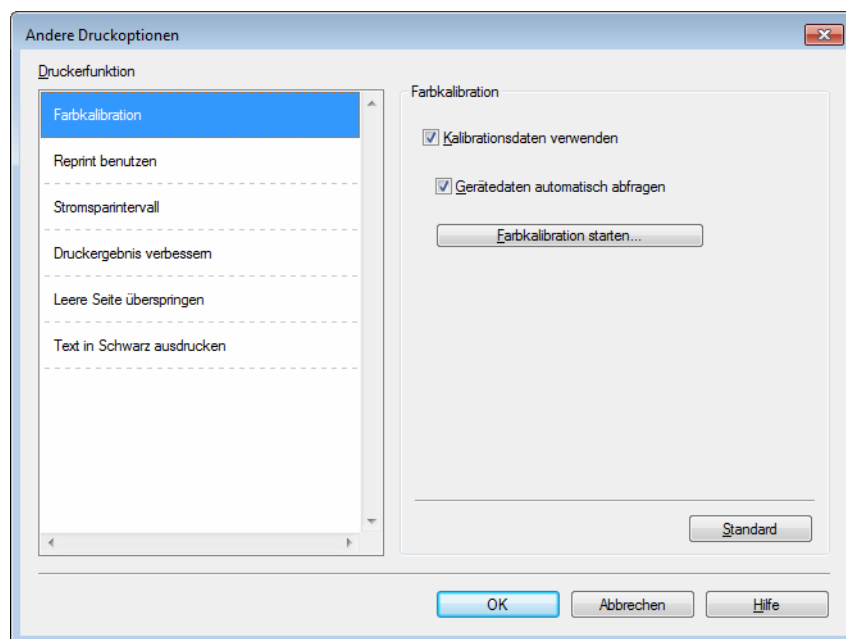 Andere Druckoptionen
Druckerfunktion
Farbkalibration
Reprint benutzen
Stromsparintervall
Druckergebnis verbessern
Leere Seite überspringen
Text in Schwarz ausdrucken
Farbkalibration
Kalibrationsdaten verwenden
Gerätedaten automatisch abfragen
Farbkalibration starten...
Standard
OK
Abbrechen
Hilfe